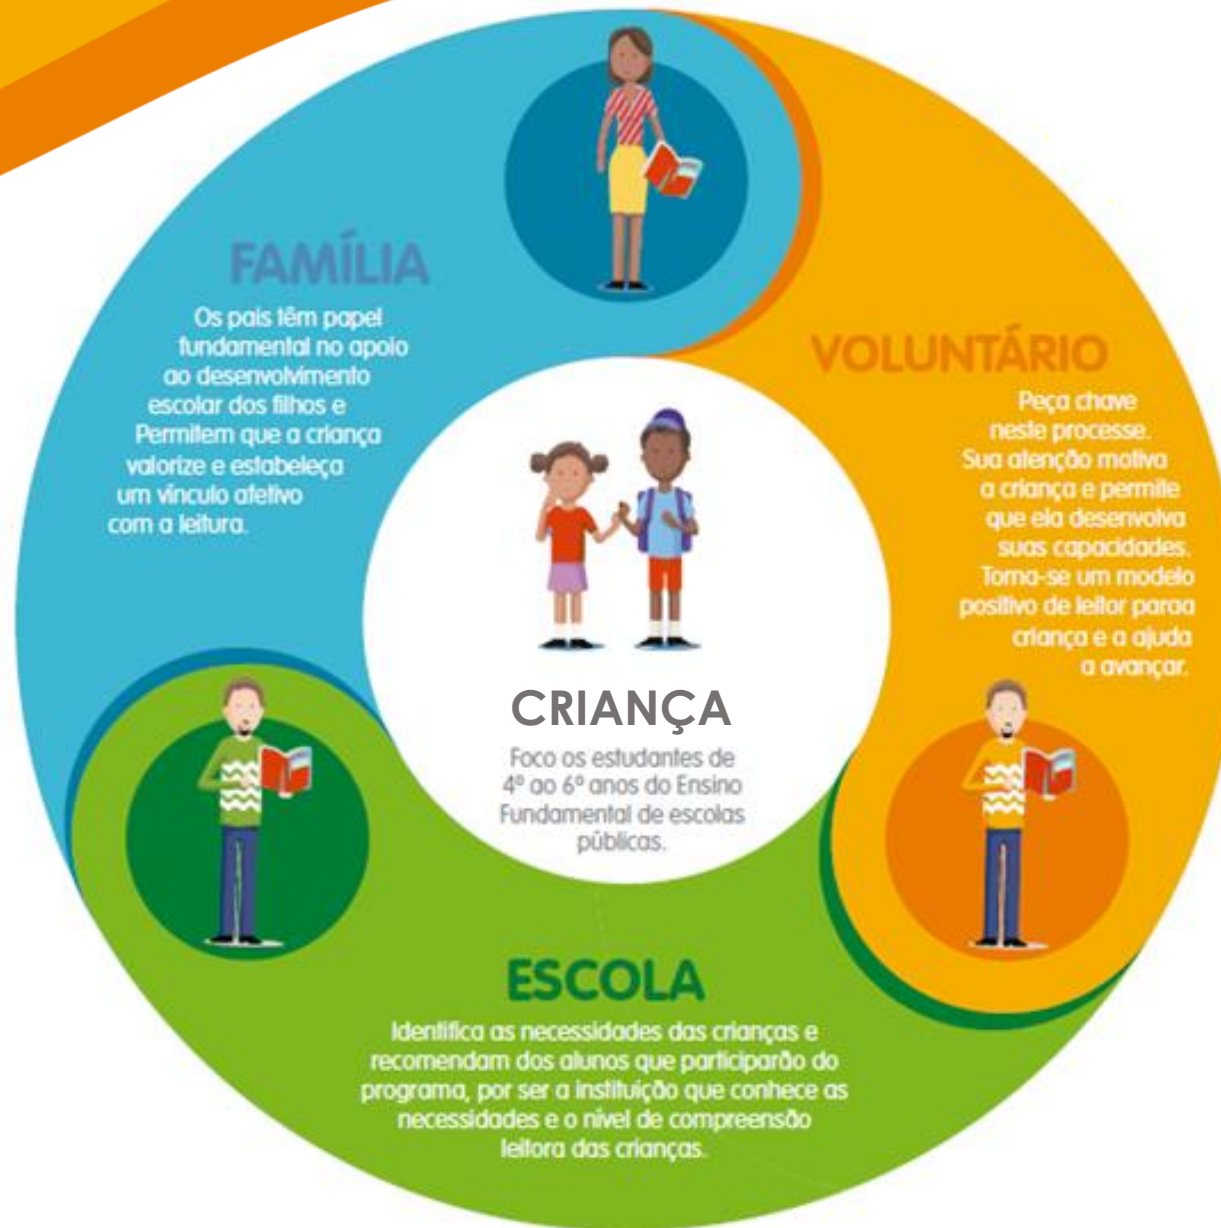 FAMÍLIA
Os pais têm papel
fundamental no apoio
ao desenvolvimento
escolar dos filhos e
Permitem que a criança
valorize e estabeleça
um vínculo afetivo
com a leitura.
VOLUNTÁRIO
Peça chave
neste processe.
Sua atenção motiva
a criança e permite
que ela desenvolva
suas capacidades.
Torna-se um modelo
positivo de leitor paraa
criança e a ajuda
a avançar.
CRIANÇA
Foco os estudantes de
4º ao 6º anos do Ensino
Fundamental de escolas
públicas.
ESCOLA
Identifica as necessidades das crianças e
recomendam dos alunos que participarão do
programa, por ser a instituição que conhece as
necessidades e o nível de compreensão
leitora das crianças.